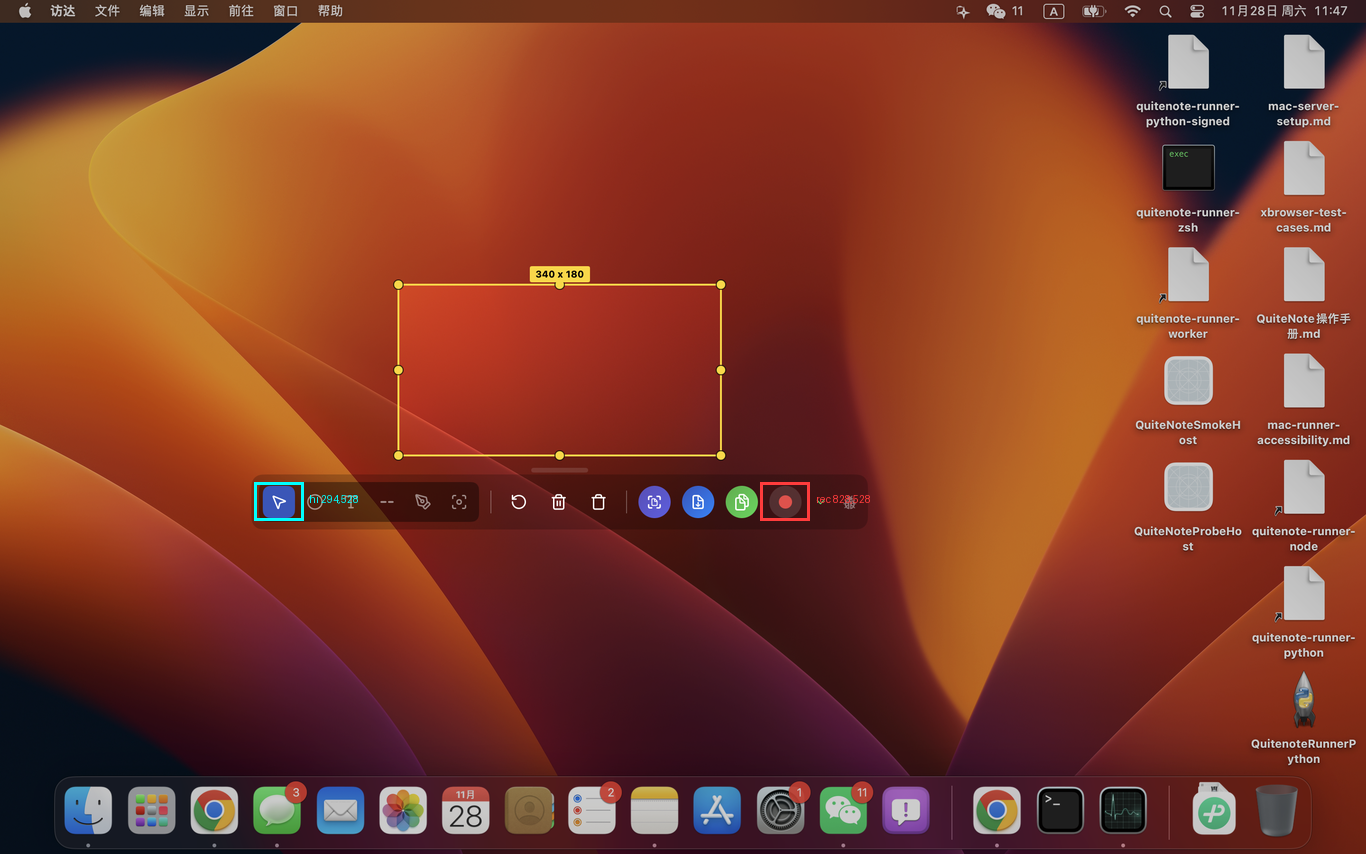 访达 文件 编辑 显示 前往 窗口 帮助
11 A 11月28日 周六 11:47
quitenote-runner-
python-signed
mac-server-
setup.md
exec
quitenote-runner-
zsh
xbrowser-test-
cases.md
quitenote-runner-
worker
QuiteNote操作手
册.md
QuiteNoteSmokeH
ost
mac-runner-
accessibility.md
QuiteNoteProbeHo
st
quitenote-runner-
node
quitenote-runner-
python
QuitenoteRunnerP
ython
340 x 180
3
11月
28
2
1
11
>_